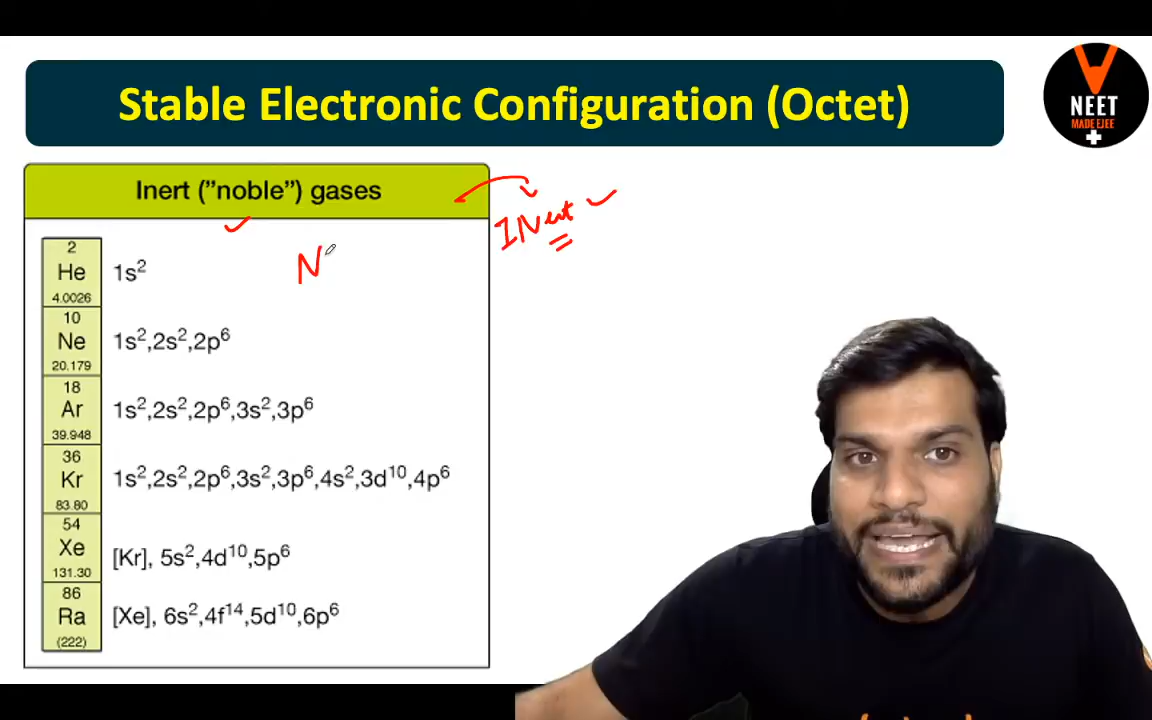 Stable Electronic Configuration (Octet)
NEET
MADE EJEE
Inert ("noble") gases
INert
N
2
He 1s²
4.0026
10
Ne 1s²,2s²,2p⁶
20.179
18
Ar 1s²,2s²,2p⁶,3s²,3p⁶
39.948
36
Kr 1s²,2s²,2p⁶,3s²,3p⁶,4s²,3d¹⁰,4p⁶
83.80
54
Xe [Kr], 5s²,4d¹⁰,5p⁶
131.30
86
Ra [Xe], 6s²,4f¹⁴,5d¹⁰,6p⁶
(222)